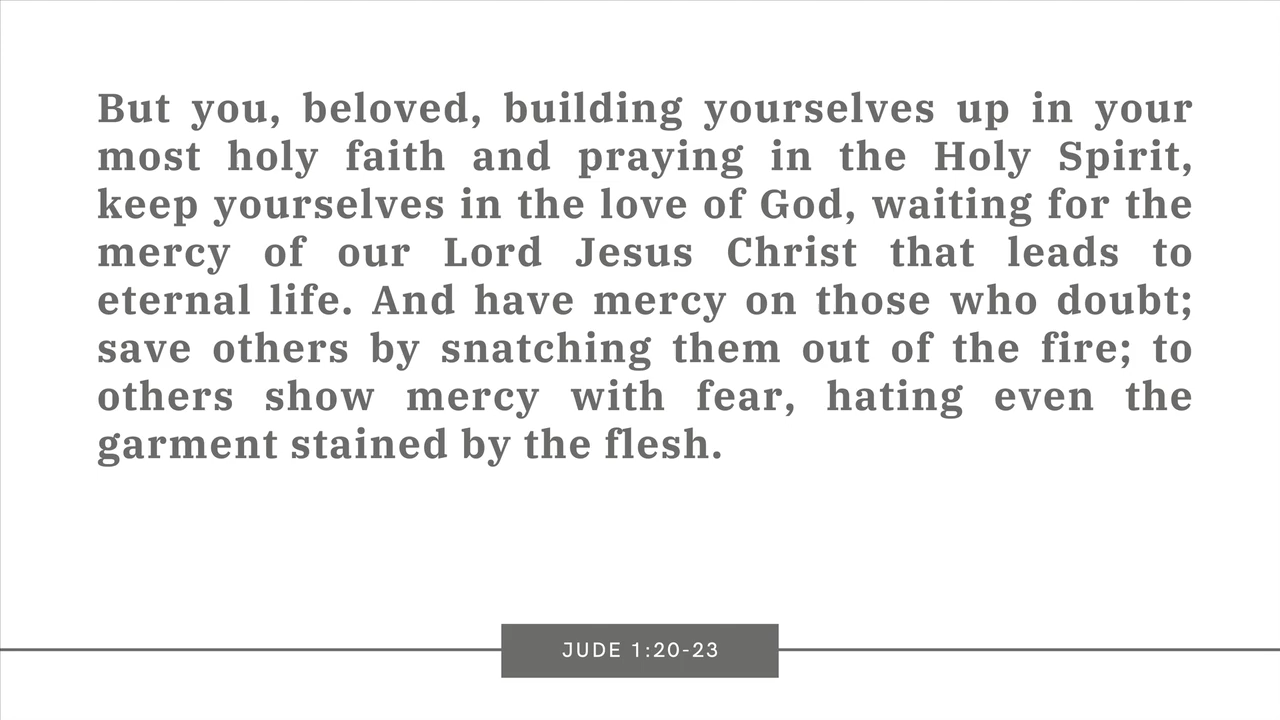 But you, beloved, building yourselves up in your
most holy faith and praying in the Holy Spirit,
keep yourselves in the love of God, waiting for the
mercy of our Lord Jesus Christ that leads to
eternal life. And have mercy on those who doubt;
save others by snatching them out of the fire; to
others show mercy with fear, hating even the
garment stained by the flesh.
JUDE 1:20-23